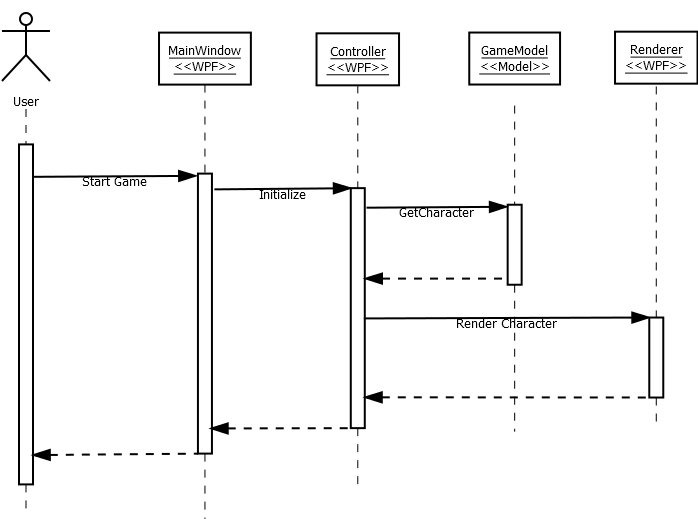 User
MainWindow
<<WPF>>
Controller
<<WPF>>
GameModel
<<Model>>
Renderer
<<WPF>>
Start Game
Initialize
GetCharacter
Render Character